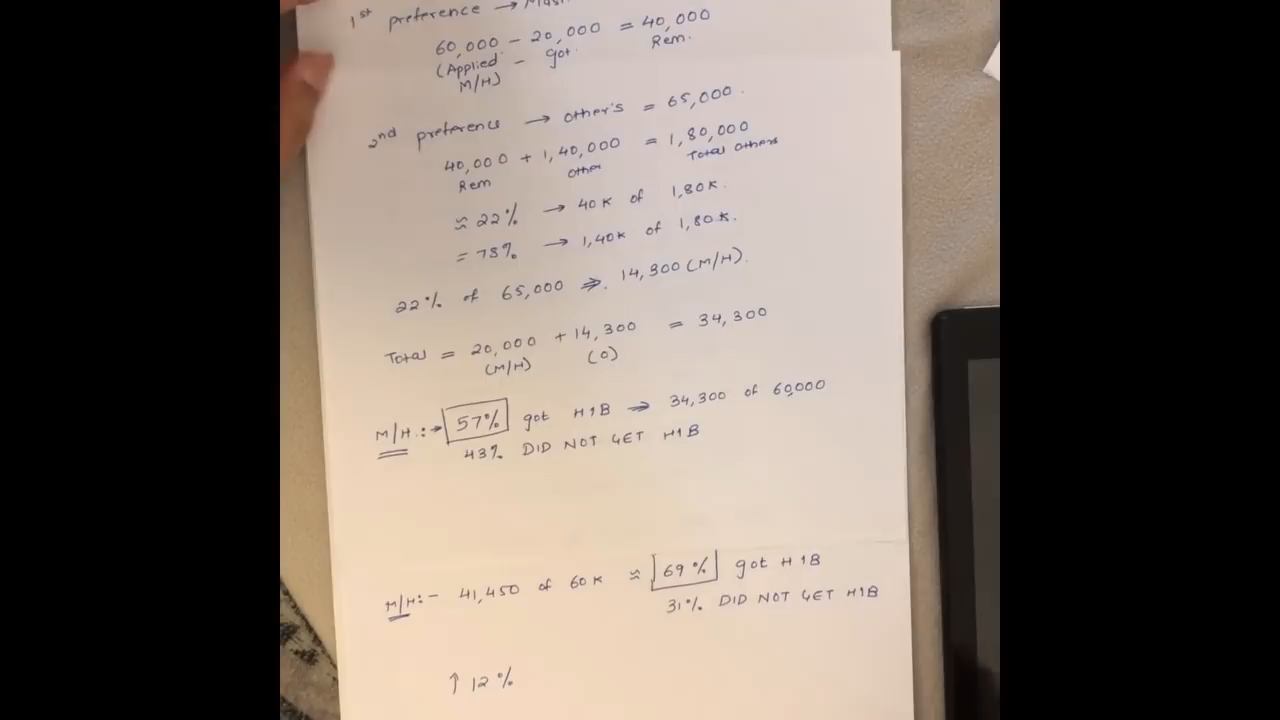 1st preference →
60,000 - 20,000 = 40,000
(Applied - got. Rem.
M/H)
2nd preference → other's = 65,000.
40,000 + 1,40,000 = 1,80,000
Rem other Total others
≈ 22% → 40K of 1,80K.
= 78% → 1,40K of 1,80K.
22% of 65,000 ⇒ 14,300 (M/H).
Total = 20,000 + 14,300 = 34,300
(M/H) (O)
M/H :→ 57% got H1B → 34,300 of 60,000
43% DID NOT GET H1B
M/H:- 41,450 of 60K ≈ 69% got H1B
31% DID NOT GET H1B
↑ 12%